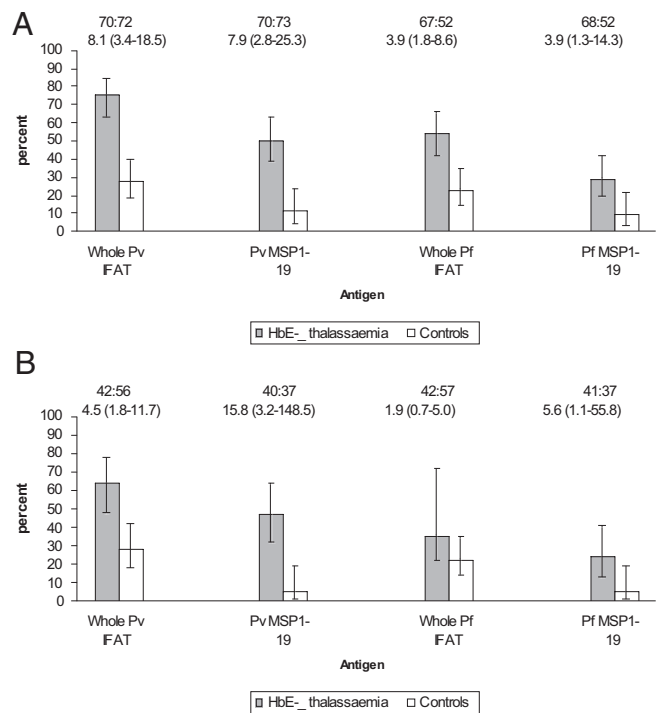 A
70:72 70:73 67:52 68:52
8.1 (3.4-18.5) 7.9 (2.8-25.3) 3.9 (1.8-8.6) 3.9 (1.3-14.3)
100
90
80
70
60
50
40
30
20
10
0
percent
Whole Pv Pv MSP1- Whole Pf Pf MSP1-
IFAT 19 IFAT 19
Antigen
HbE-_ thalassaemia Controls
B
42:56 40:37 42:57 41:37
4.5 (1.8-11.7) 15.8 (3.2-148.5) 1.9 (0.7-5.0) 5.6 (1.1-55.8)
100
90
80
70
60
50
40
30
20
10
0
percent
Whole Pv Pv MSP1- Whole Pf Pf MSP1-
IFAT 19 IFAT 19
Antigen
HbE-_ thalassaemia Controls